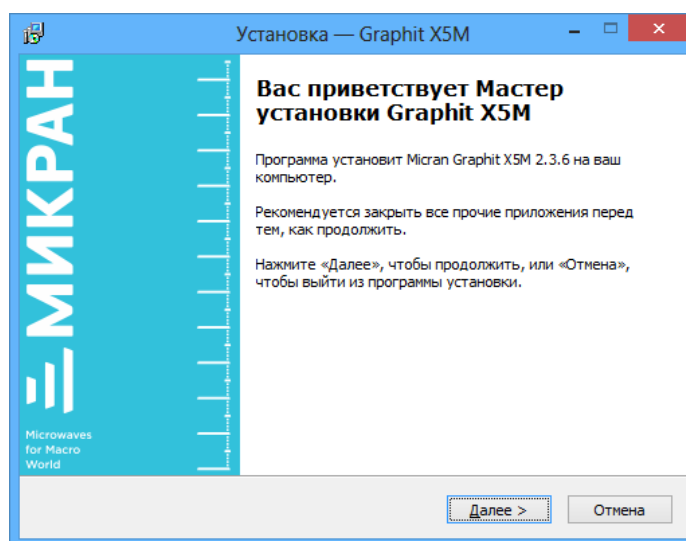 Установка — Graphit X5M
Вас приветствует Мастер
установки Graphit X5M
Программа установит Micran Graphit X5M 2.3.6 на ваш
компьютер.
Рекомендуется закрыть все прочие приложения перед
тем, как продолжить.
Нажмите «Далее», чтобы продолжить, или «Отмена»,
чтобы выйти из программы установки.
МИКРАН
Microwaves
for Macro
World
Далее >
Отмена